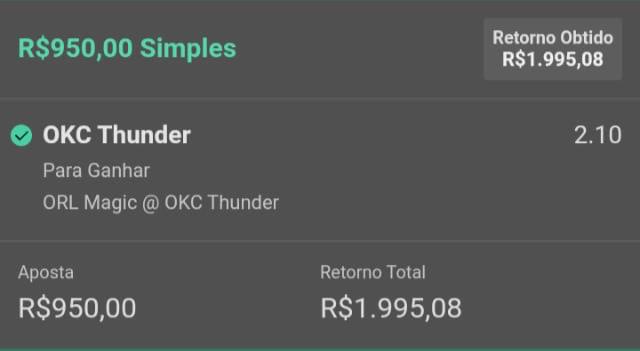 R$950,00 Simples
Retorno Obtido
R$1.995,08
OKC Thunder
2.10
Para Ganhar
ORL Magic @ OKC Thunder
Aposta
Retorno Total
R$950,00
R$1.995,08